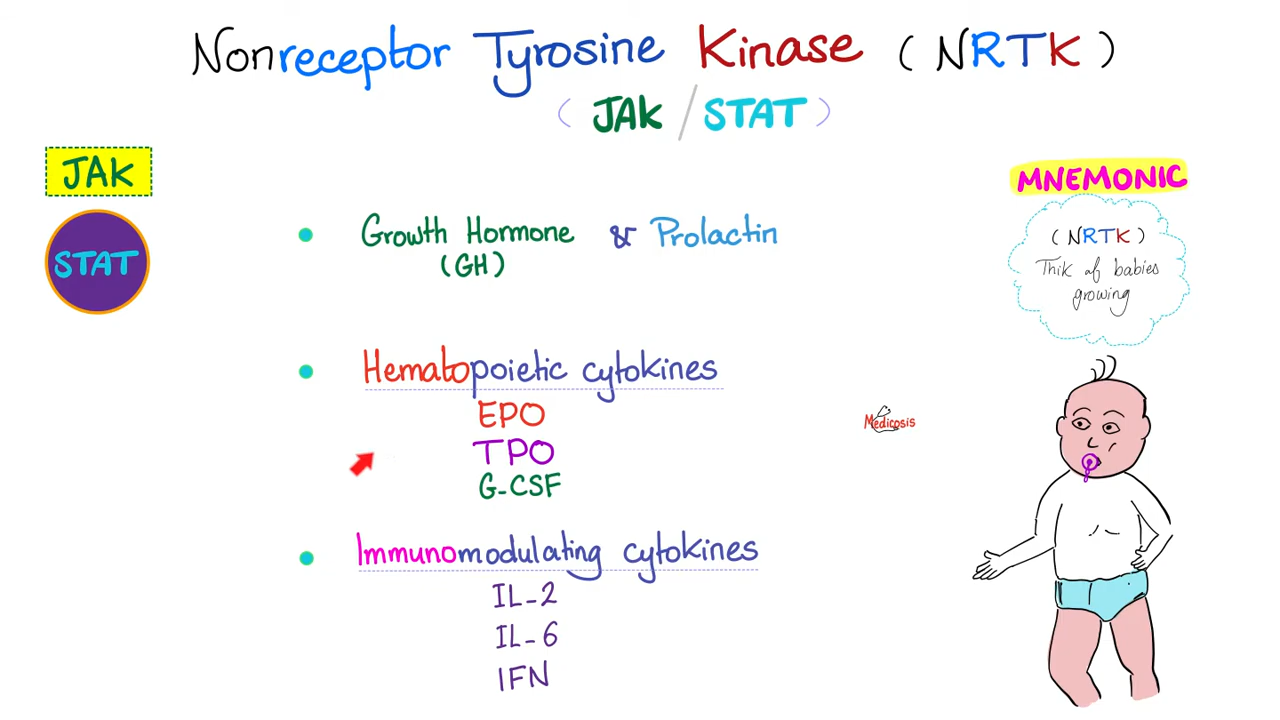 Nonreceptor Tyrosine Kinase (NRTK)
(JAK/STAT)
JAK
STAT
MNEMONIC
(NRTK)
Thik of babies
growing
• Growth Hormone & Prolactin
(GH)
• Hematopoietic cytokines
EPO
TPO
G-CSF
Medicosis
• Immunomodulating cytokines
IL-2
IL-6
IFN